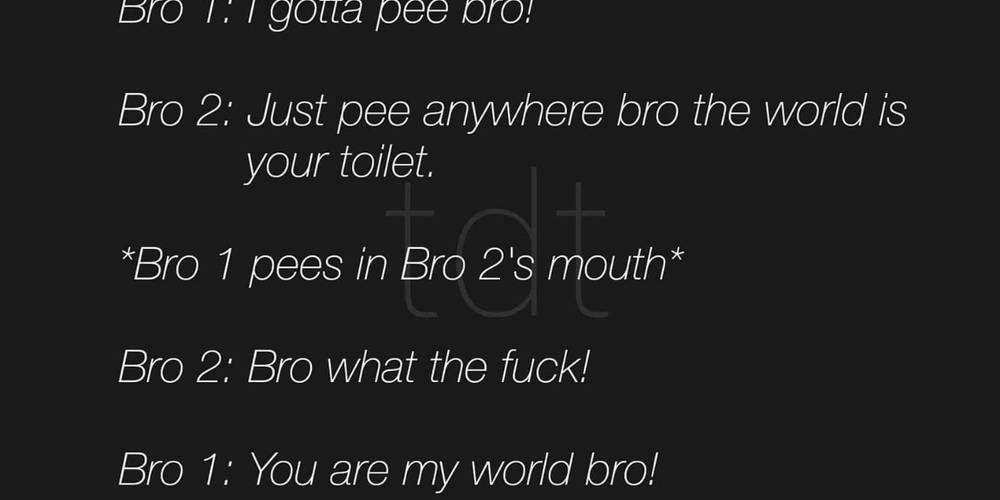 Bro 1: I gotta pee bro!
Bro 2: Just pee anywhere bro the world is
your toilet.
tdt
*Bro 1 pees in Bro 2's mouth*
Bro 2: Bro what the fuck!
Bro 1: You are my world bro!